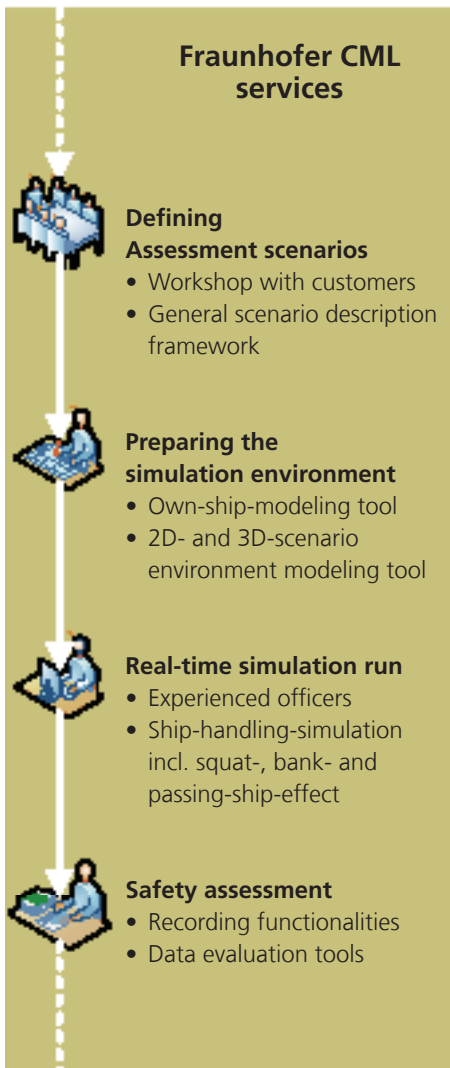 Fraunhofer CML
services
Defining
Assessment scenarios
• Workshop with customers
• General scenario description
framework
Preparing the
simulation environment
• Own-ship-modeling tool
• 2D- and 3D-scenario
environment modeling tool
Real-time simulation run
• Experienced officers
• Ship-handling-simulation
incl. squat-, bank- and
passing-ship-effect
Safety assessment
• Recording functionalities
• Data evaluation tools